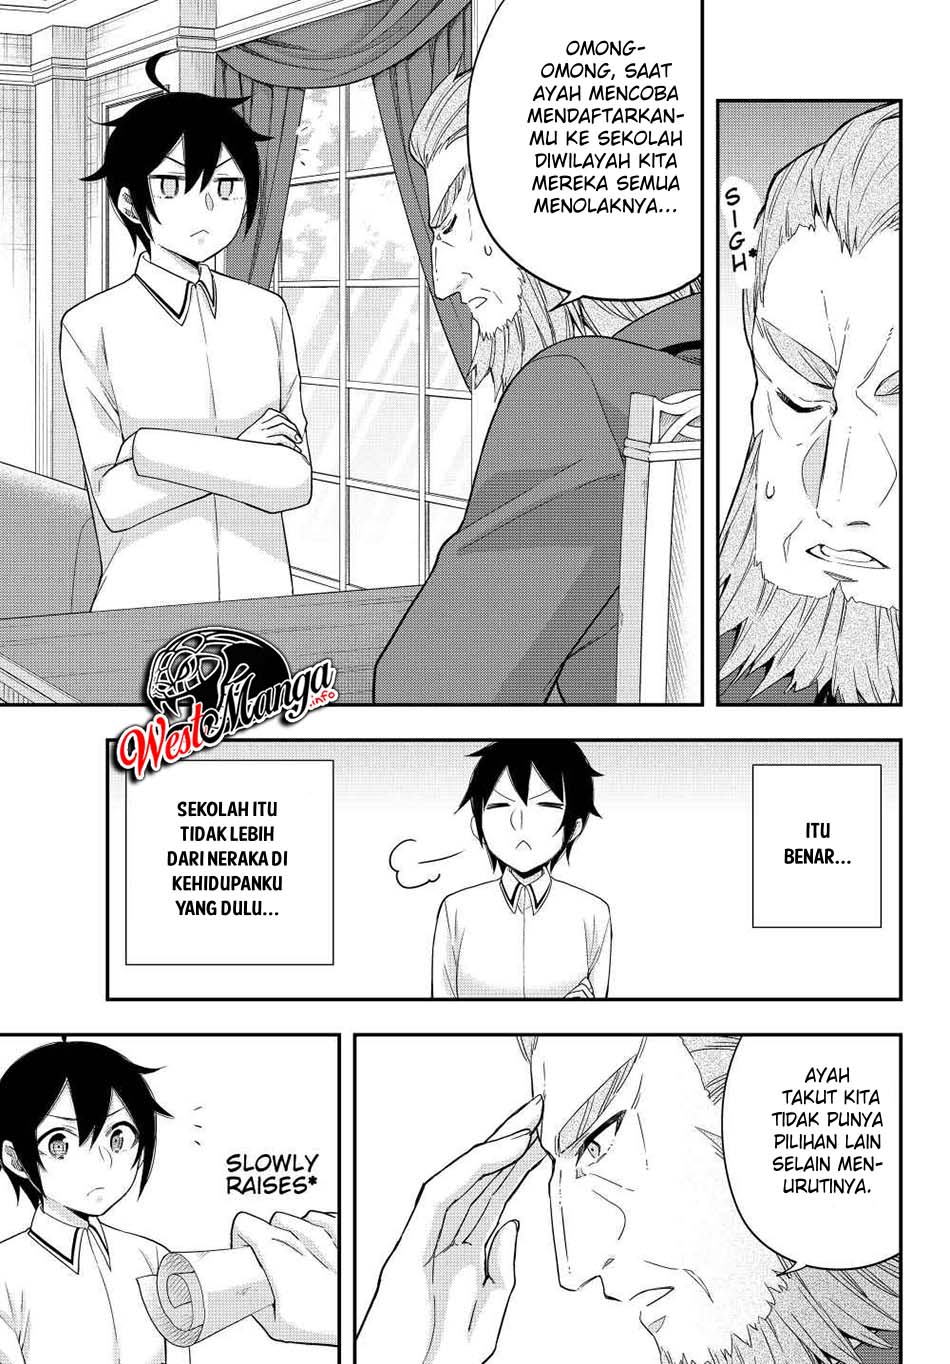 SIGH*
OMONG-
OMONG, SAAT
AYAH MENCOBA
MENDAFTARKAN-
MU KE SEKOLAH
DIWILAYAH KITA
MEREKA SEMUA
MENOLAKNYA...
WestManga
.info
ITU
BENAR...
SEKOLAH ITU
TIDAK LEBIH
DARI NERAKA DI
KEHIDUPANKU
YANG DULU...
AYAH
TAKUT KITA
TIDAK PUNYA
PILIHAN LAIN
SELAIN MEN-
URUTINYA.
SLOWLY
RAISES*